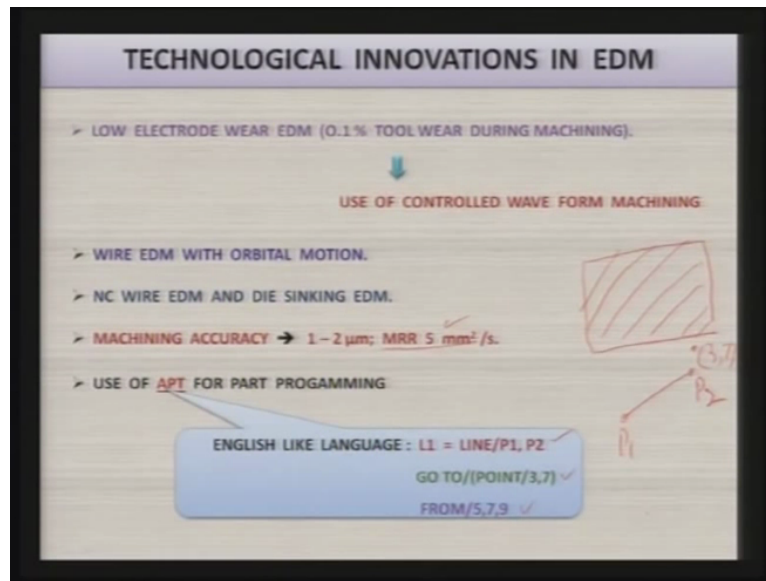 TECHNOLOGICAL INNOVATIONS IN EDM
➢ LOW ELECTRODE WEAR EDM (0.1% TOOL WEAR DURING MACHINING).
USE OF CONTROLLED WAVE FORM MACHINING
➢ WIRE EDM WITH ORBITAL MOTION.
➢ NC WIRE EDM AND DIE SINKING EDM.
➢ MACHINING ACCURACY ➔ 1 – 2 µm; MRR 5 mm²/s.
(3,7)
➢ USE OF APT FOR PART PROGAMMING
P2
P1
ENGLISH LIKE LANGUAGE : L1 = LINE/P1, P2
GO TO/(POINT/3,7)
FROM/5,7,9